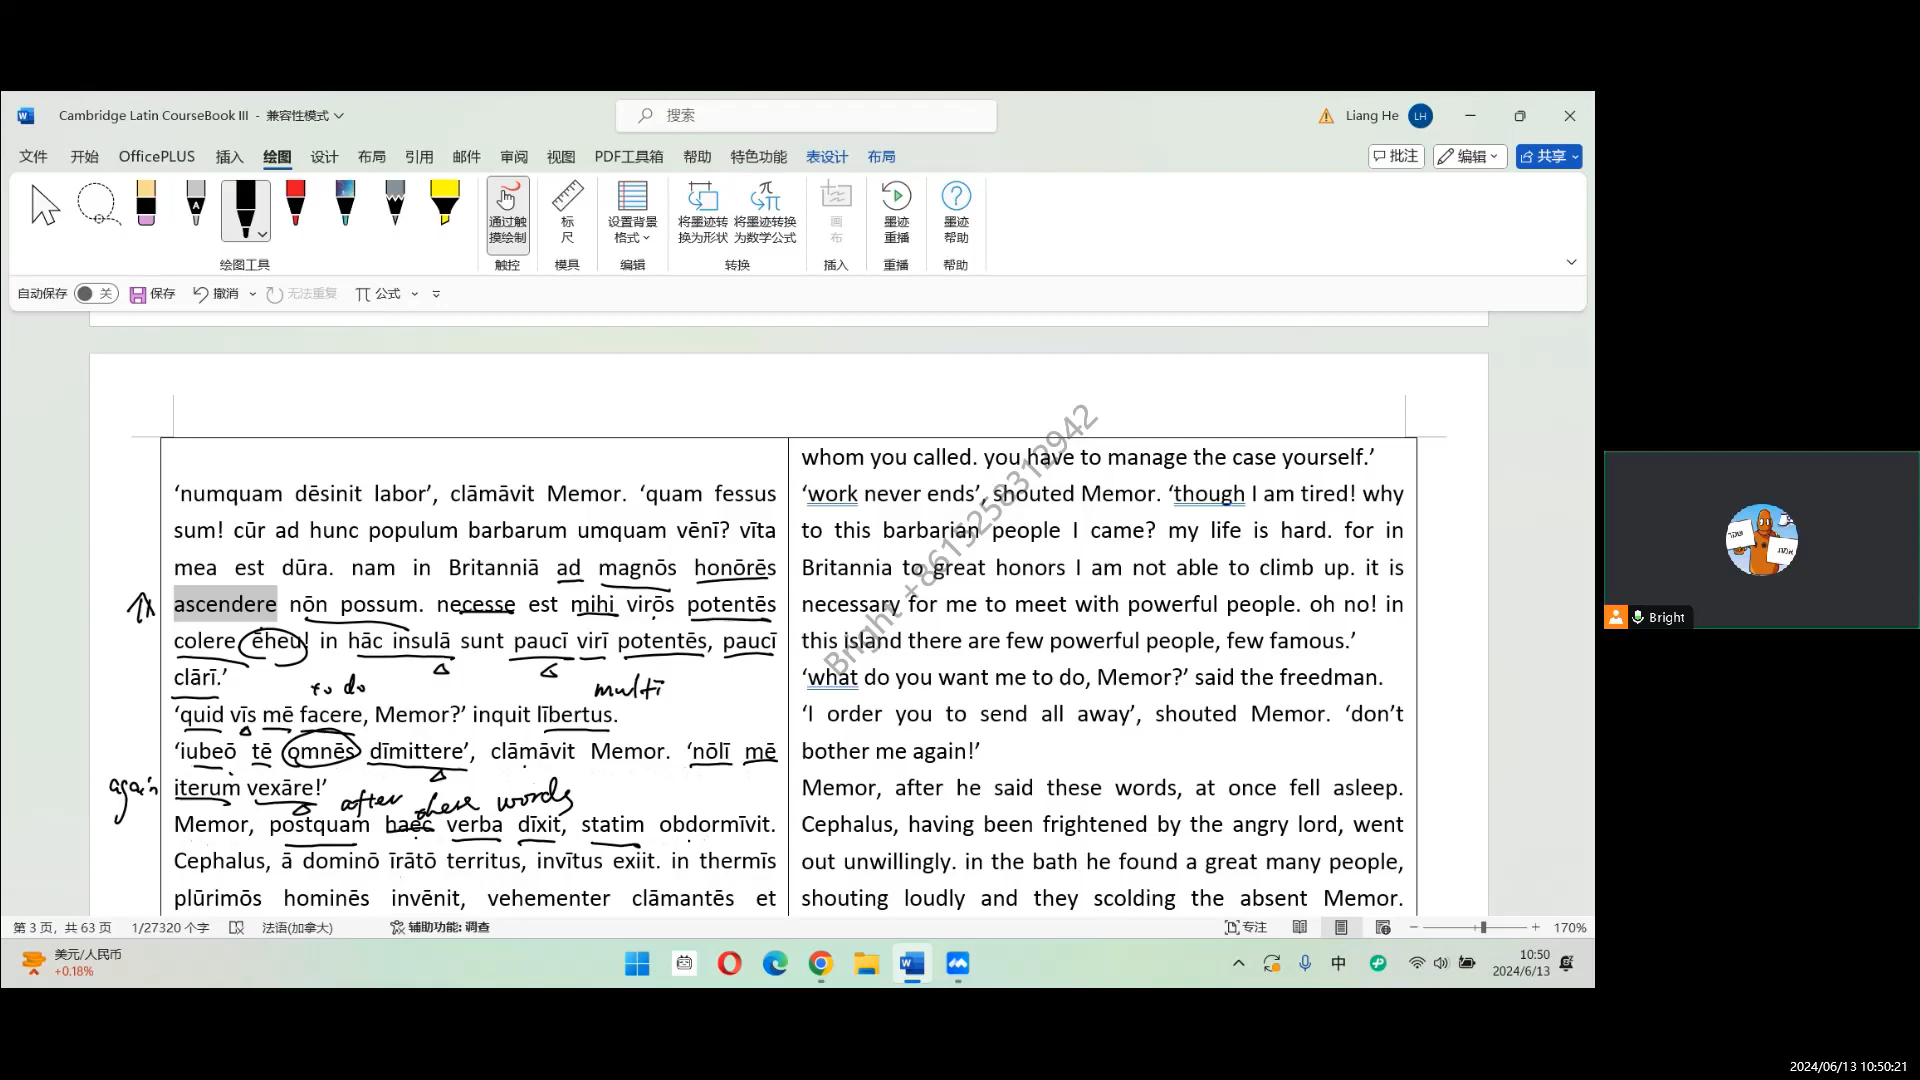 Cambridge Latin CourseBook III - 兼容性模式
搜索
Liang He
LH
文件 开始 OfficePLUS 插入 绘图 设计 布局 引用 邮件 审阅 视图 PDF工具箱 帮助 特色功能 表设计 布局
批注 编辑 共享
通过触摸绘制 标尺 设置背景格式 将墨迹转换为形状 将墨迹转换为数学公式 画布 墨迹重播 墨迹帮助
绘图工具 触控 模具 编辑 转换 插入 重播 帮助
自动保存 关 保存 撤消 无法重复 公式
‘numquam dēsinit labor’, clāmāvit Memor. ‘quam fessus
sum! cūr ad hunc populum barbarum umquam vēnī? vīta
mea est dūra. nam in Britanniā ad magnōs honōrēs
ascendere nōn possum. necesse est mihi virōs potentēs
colere ēheu! in hāc insulā sunt paucī virī potentēs, paucī
clārī.’
to do multī
‘quid vīs mē facere, Memor?’ inquit lībertus.
‘iubeō tē omnēs dīmittere’, clāmāvit Memor. ‘nōlī mē
again
iterum vexāre!’
after these words
Memor, postquam haec verba dīxit, statim obdormīvit.
Cephalus, ā dominō īrātō territus, invītus exiit. in thermīs
plūrimōs hominēs invēnit, vehementer clāmantēs et
whom you called. you have to manage the case yourself.’
‘work never ends’, shouted Memor. ‘though I am tired! why
to this barbarian people I came? my life is hard. for in
Britannia to great honors I am not able to climb up. it is
necessary for me to meet with powerful people. oh no! in
this island there are few powerful people, few famous.’
‘what do you want me to do, Memor?’ said the freedman.
‘I order you to send all away’, shouted Memor. ‘don’t
bother me again!’
Memor, after he said these words, at once fell asleep.
Cephalus, having been frightened by the angry lord, went
out unwillingly. in the bath he found a great many people,
shouting loudly and they scolding the absent Memor.
Bright +8615258312942
第 3 页，共 63 页 1/27320 个字 法语(加拿大) 辅助功能: 调查 专注 170%
美元/人民币
+0.18%
中
10:50
2024/6/13
Bright
2024/06/13 10:50:21